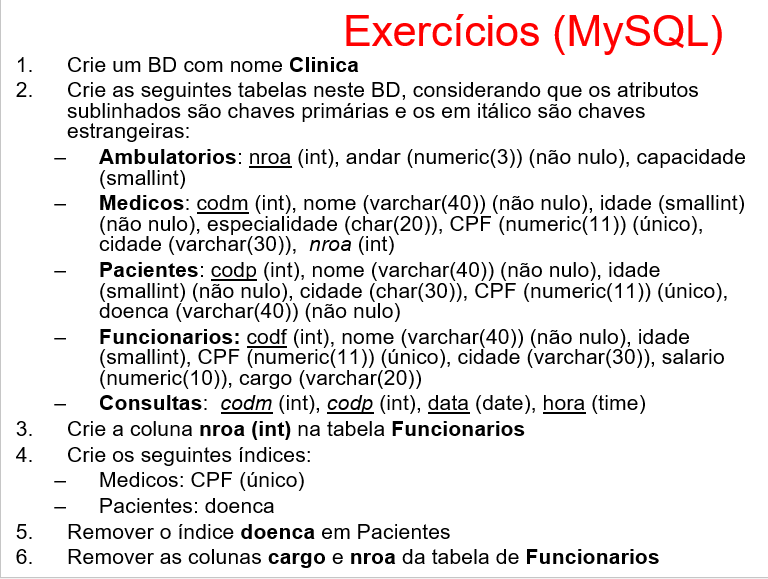 Exercícios (MySQL)
1. Crie um BD com nome Clinica
2. Crie as seguintes tabelas neste BD, considerando que os atributos
sublinhados são chaves primárias e os em itálico são chaves
estrangeiras:
– Ambulatorios: nroa (int), andar (numeric(3)) (não nulo), capacidade
(smallint)
– Medicos: codm (int), nome (varchar(40)) (não nulo), idade (smallint)
(não nulo), especialidade (char(20)), CPF (numeric(11)) (único),
cidade (varchar(30)), nroa (int)
– Pacientes: codp (int), nome (varchar(40)) (não nulo), idade
(smallint) (não nulo), cidade (char(30)), CPF (numeric(11)) (único),
doenca (varchar(40)) (não nulo)
– Funcionarios: codf (int), nome (varchar(40)) (não nulo), idade
(smallint), CPF (numeric(11)) (único), cidade (varchar(30)), salario
(numeric(10)), cargo (varchar(20))
– Consultas: codm (int), codp (int), data (date), hora (time)
3. Crie a coluna nroa (int) na tabela Funcionarios
4. Crie os seguintes índices:
– Medicos: CPF (único)
– Pacientes: doenca
5. Remover o índice doenca em Pacientes
6. Remover as colunas cargo e nroa da tabela de Funcionarios